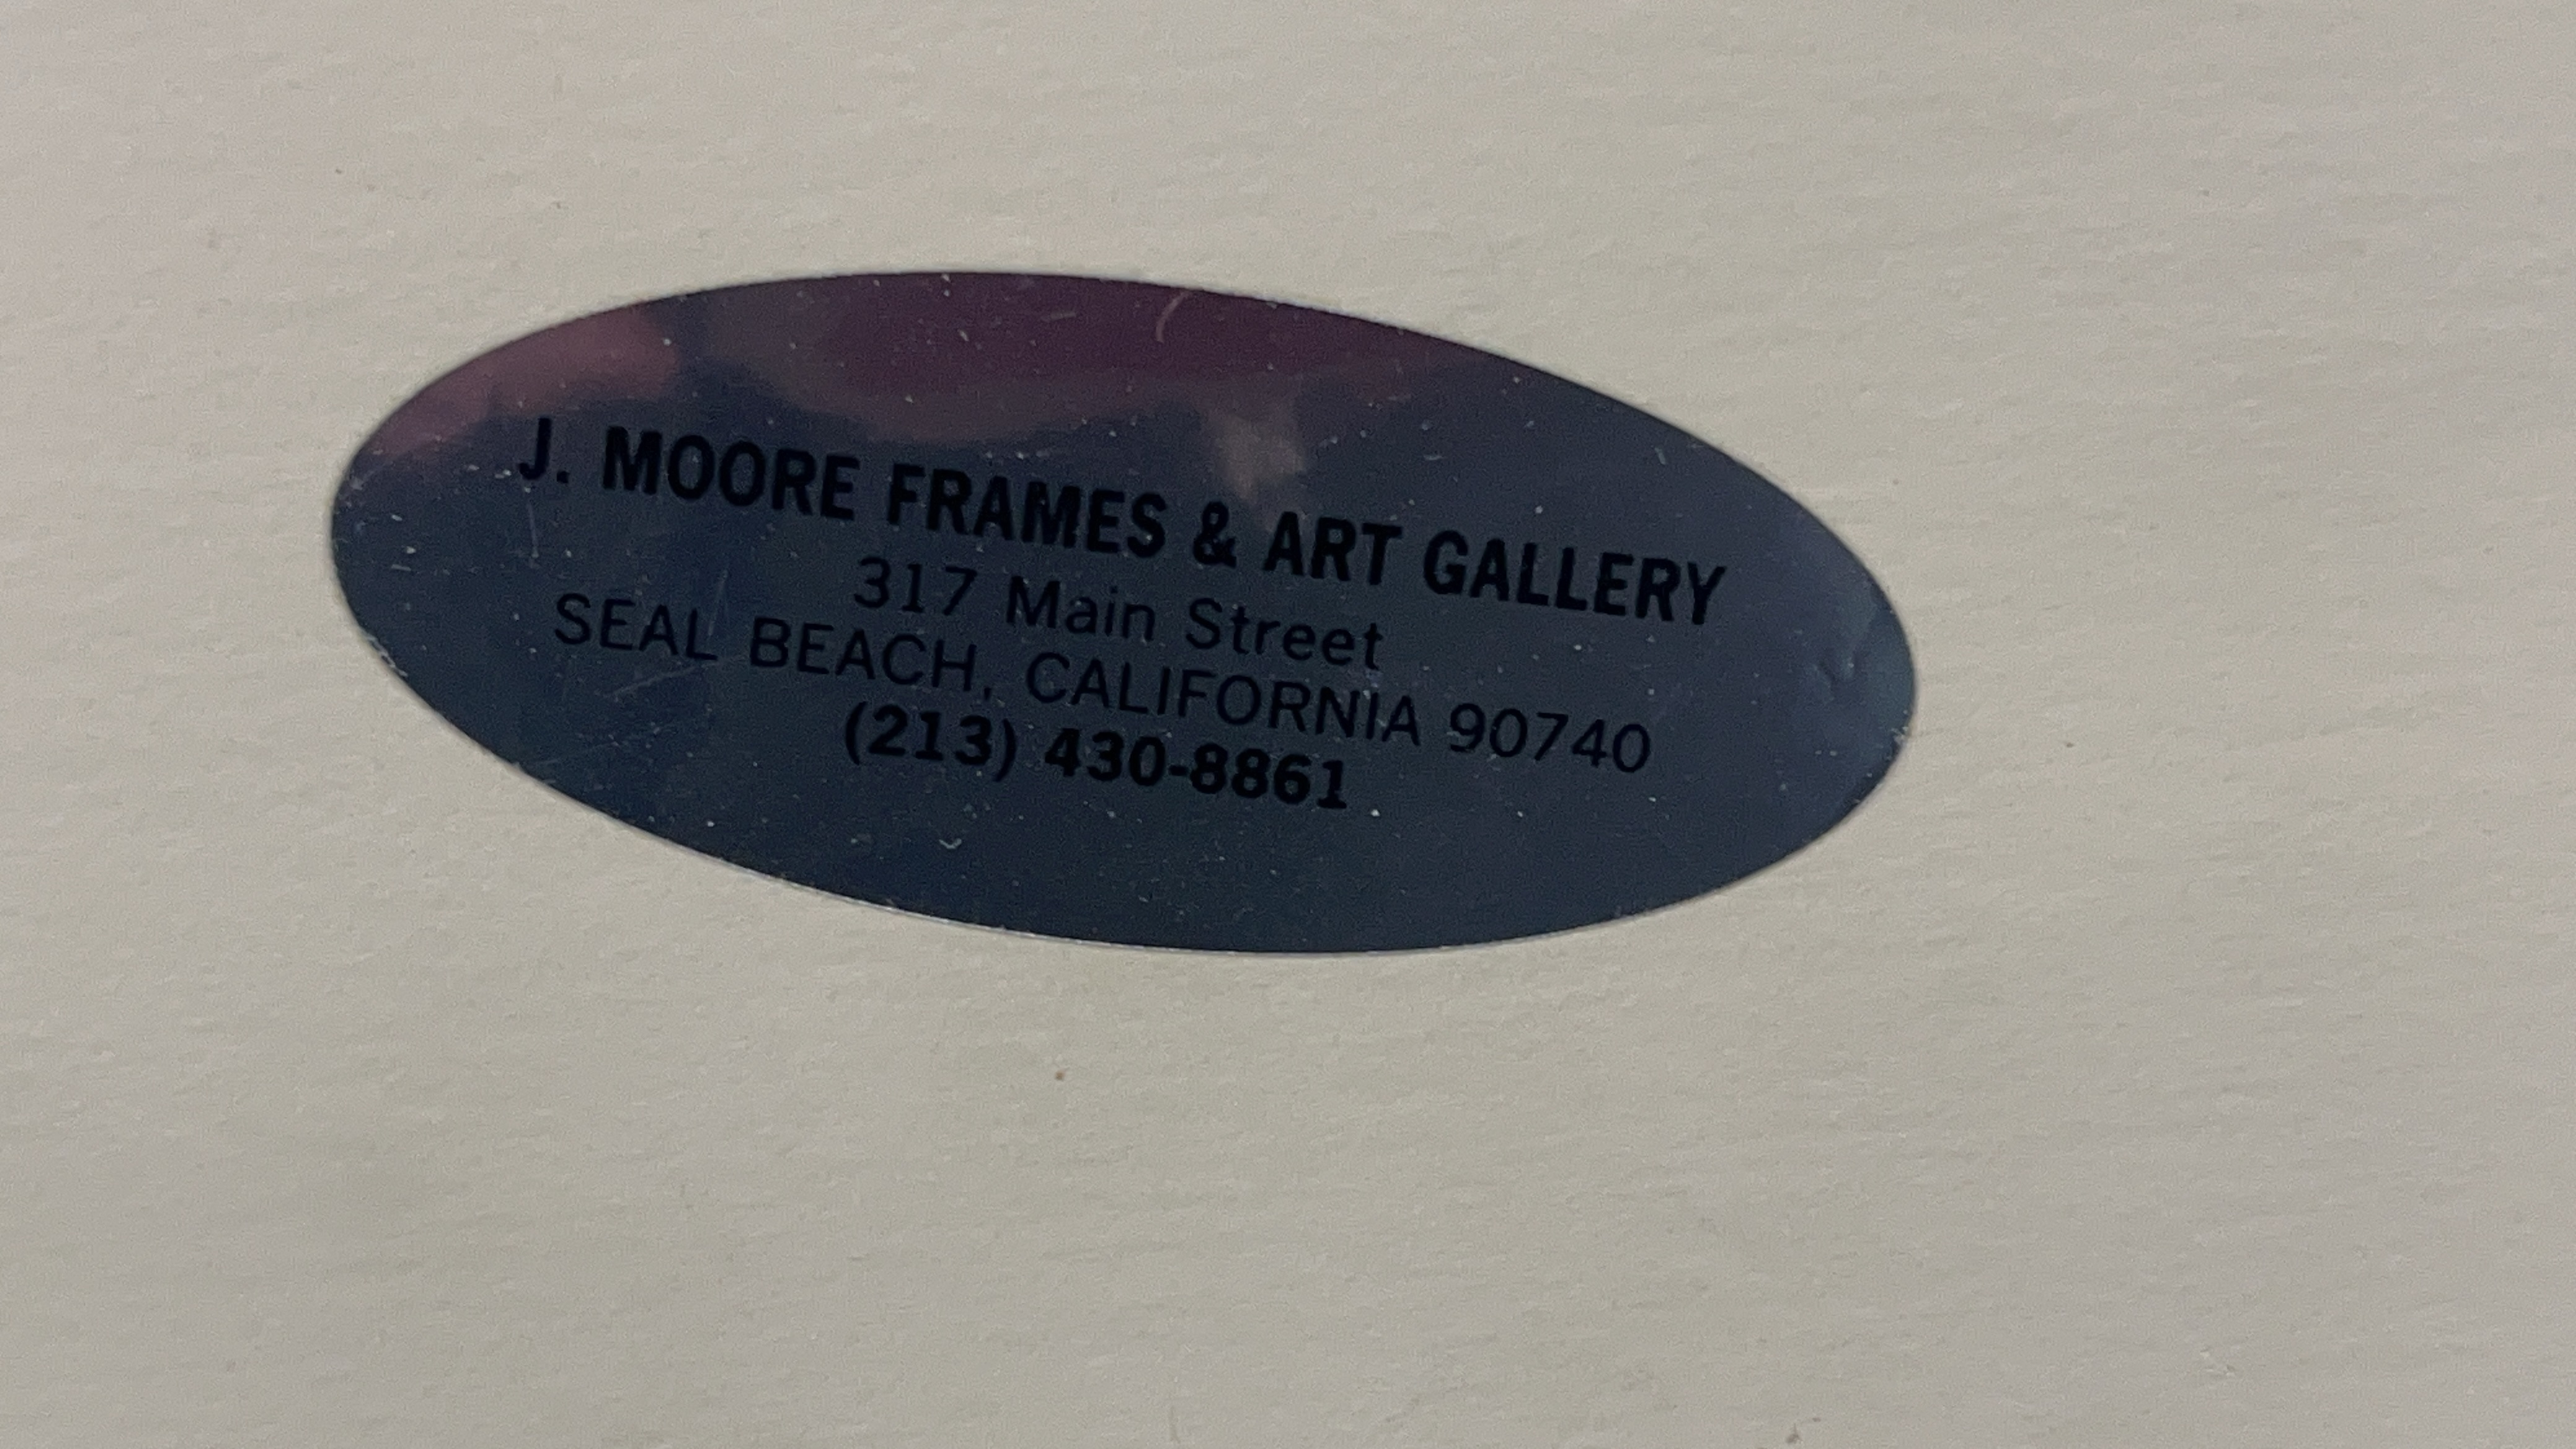 J. MOORE FRAMES & ART GALLERY
317 Main Street
SEAL BEACH, CALIFORNIA 90740
(213) 430-8861